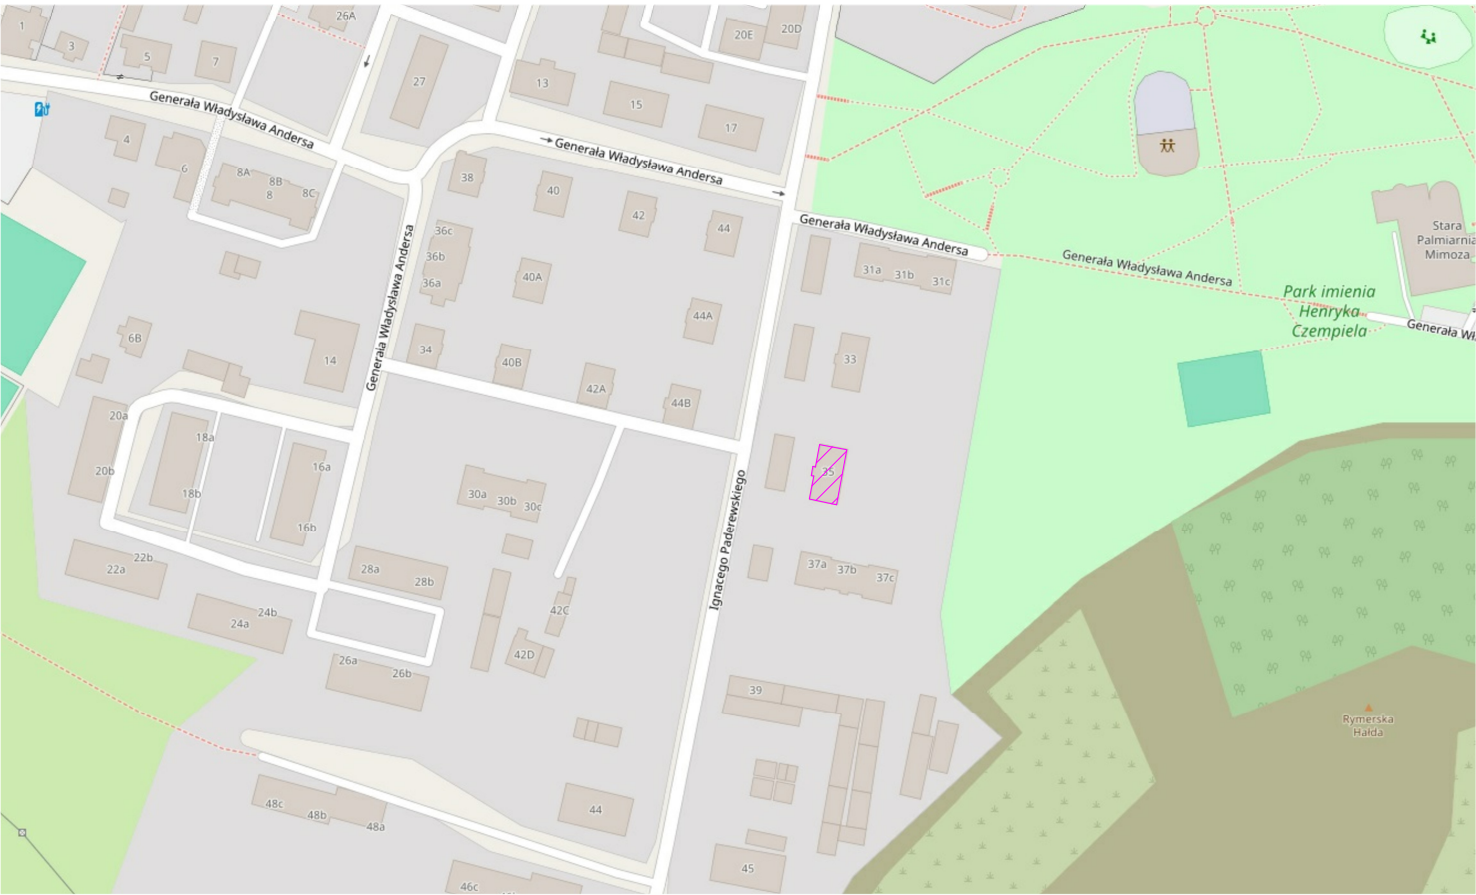 26A
1
3
5
7
27
20E
20D
13
15
17
Generała Władysława Andersa
Generała Władysława Andersa
4
6
8A
8B
8
8C
38
40
42
44
Generała Władysława Andersa
Generała Władysława Andersa
Stara
Palmiarnia
Mimoza
36c
36b
36a
40A
31a
31b
31c
Park imienia
Henryka
Czempiela
Generała Wł
Generała Władysława Andersa
44A
6B
14
34
40B
33
42A
44B
20a
20b
18a
18b
16a
16b
30a
30b
30c
35
Ignacego Paderewskiego
22b
22a
28a
28b
42C
37a
37b
37c
24b
24a
42D
26a
26b
39
Rymerska
Hałda
48c
48b
48a
44
45
46c